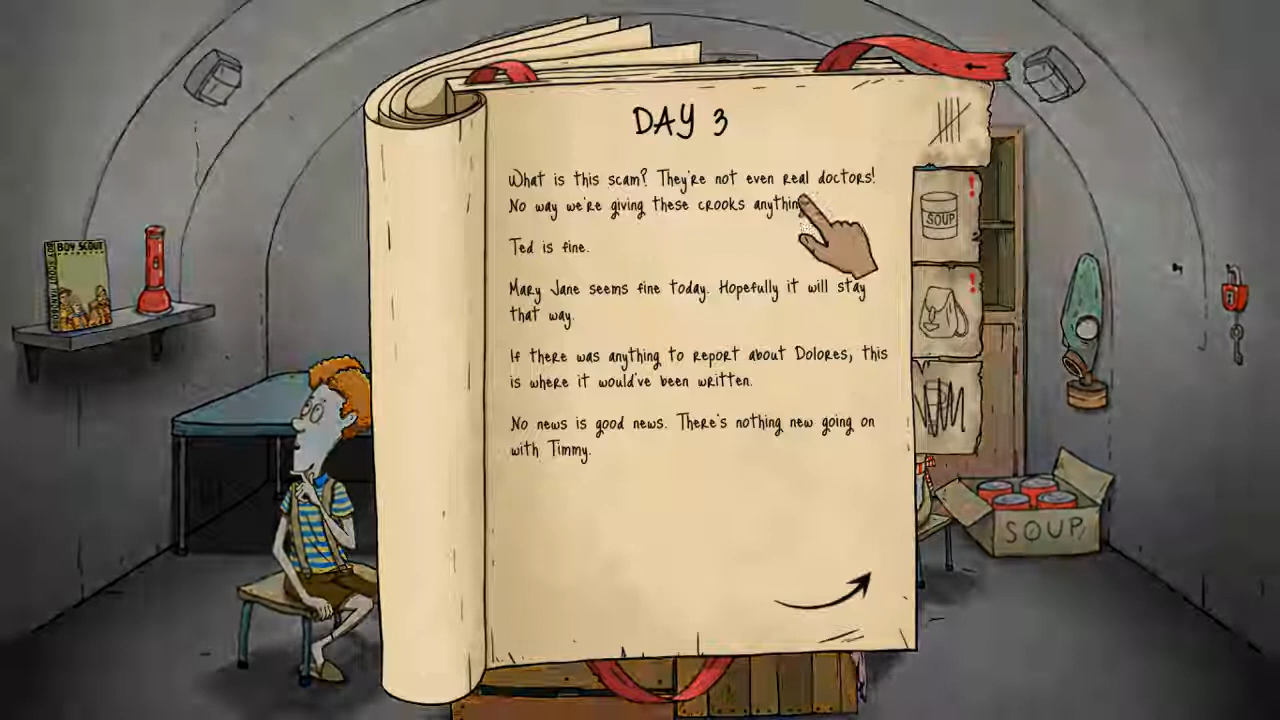 DAY 3
What is this scam? They're not even real doctors!
No way we're giving these crooks anythin
Ted is fine.
Mary Jane seems fine today. Hopefully it will stay
that way.
If there was anything to report about Dolores, this
is where it would've been written.
No news is good news. There's nothing new going on
with Timmy.
SOUP
!
!
BOY SCOUT
BOY SCOUT HANDBOOK
SOUP